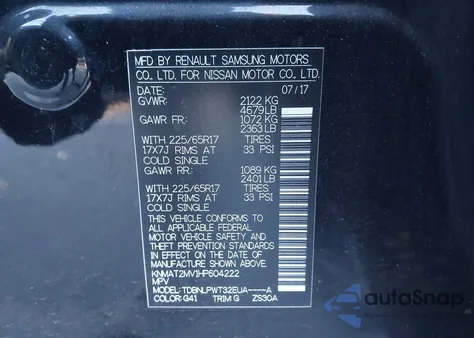 MFD BY RENAULT SAMSUNG MOTORS
CO., LTD. FOR NISSAN MOTOR CO., LTD.
DATE: 07/17
GVWR: 2122 KG
4679 LB
GAWR FR: 1072 KG
2363 LB
WITH 225/65R17 TIRES
17X7J RIMS AT 33 PSI
COLD SINGLE
GAWR RR: 1089 KG
2401 LB
WITH 225/65R17 TIRES
17X7J RIMS AT 33 PSI
COLD SINGLE
THIS VEHICLE CONFORMS TO
ALL APPLICABLE FEDERAL
MOTOR VEHICLE SAFETY AND
THEFT PREVENTION STANDARDS
IN EFFECT ON THE DATE OF
MANUFACTURE SHOWN ABOVE.
KNMAT2MV1HP604222
MPV
MODEL: TDBNLPWT32EUA----A
COLOR: G41 TRIM: G ZS30A
autoSnap